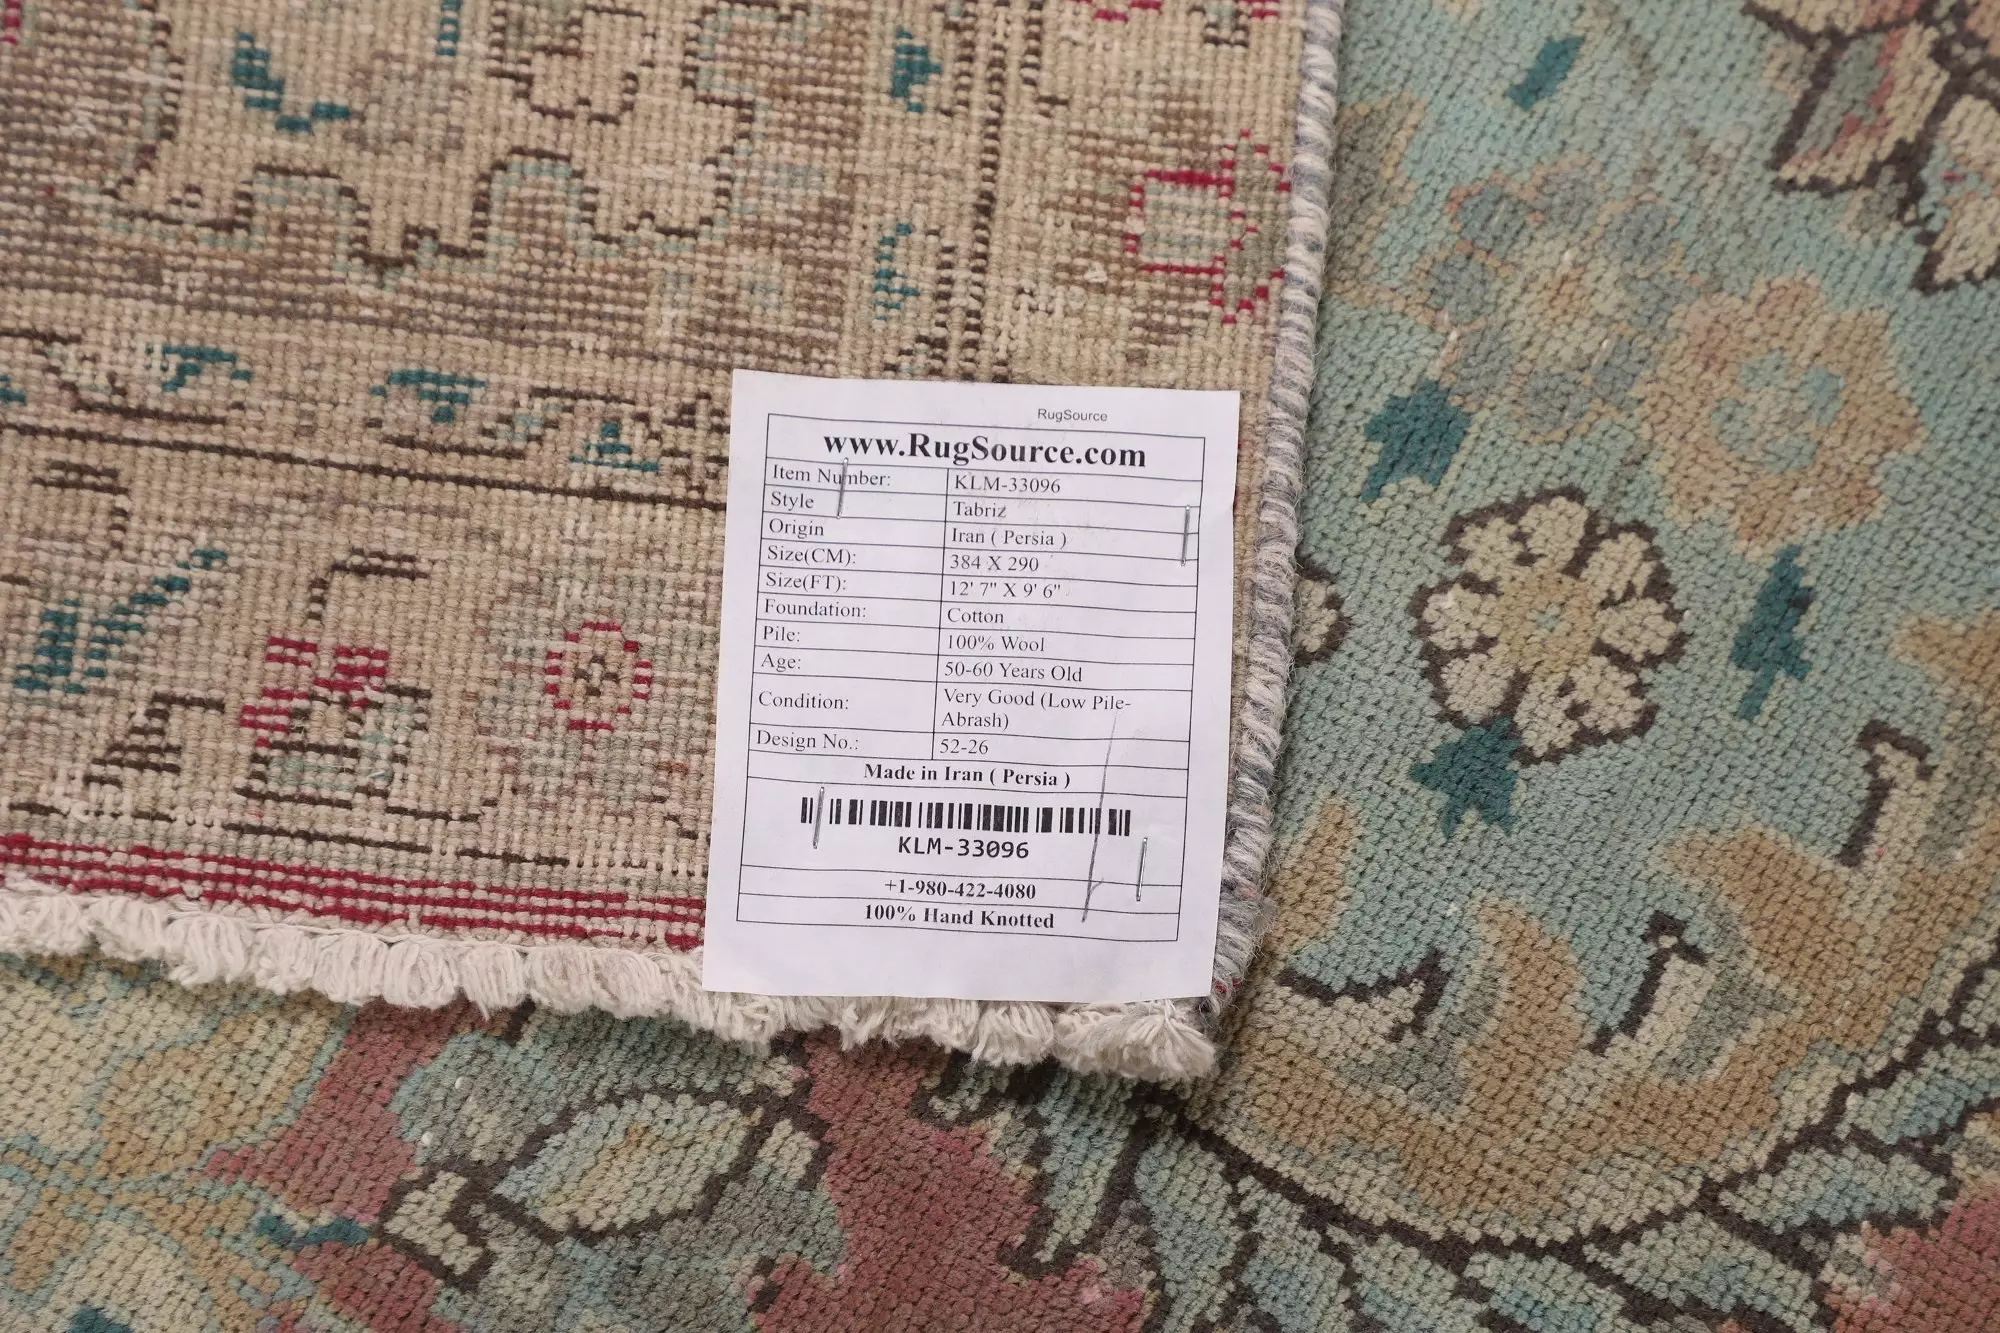 RugSource
www.RugSource.com
Item Number: KLM-33096
Style Tabriz
Origin Iran ( Persia )
Size(CM): 384 X 290
Size(FT): 12' 7" X 9' 6"
Foundation: Cotton
Pile: 100% Wool
Age: 50-60 Years Old
Condition: Very Good (Low Pile-
Abrash)
Design No.: 52-26
Made in Iran ( Persia )
KLM-33096
+1-980-422-4080
100% Hand Knotted